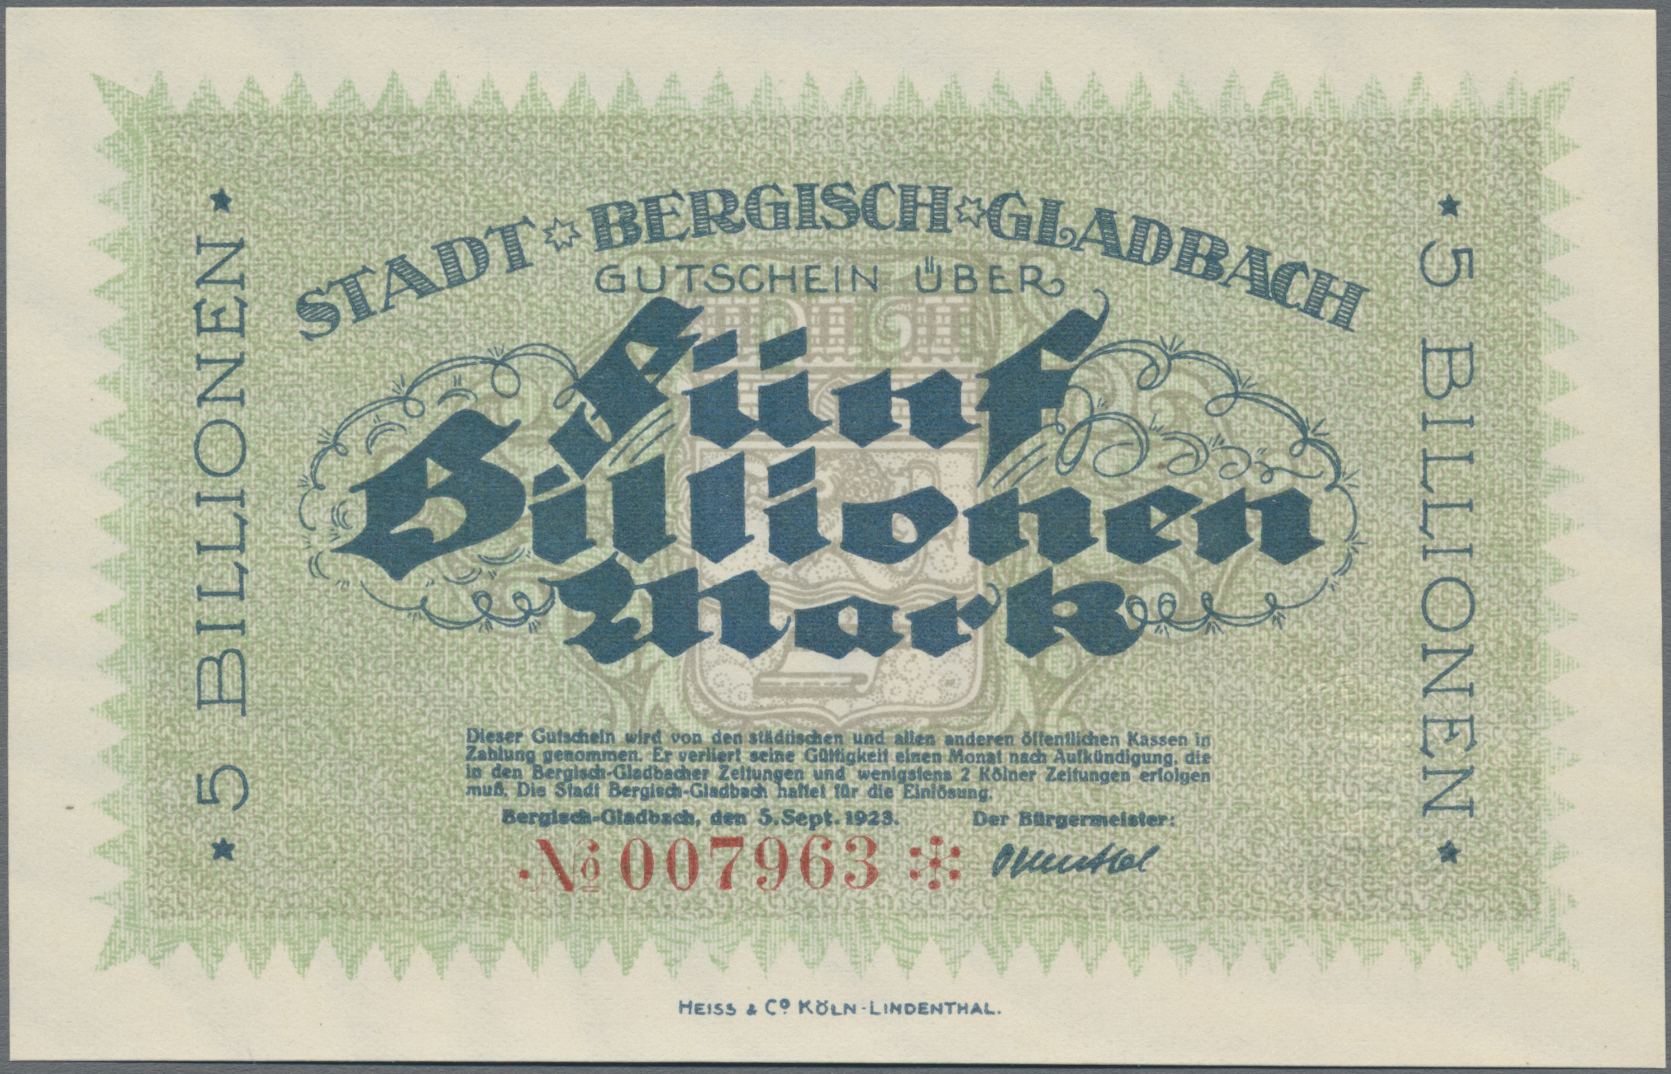 STADT BERGISCH GLADBACH
GUTSCHEIN ÜBER
Fünf
Billionen
Mark
★ 5 BILLIONEN ★
★ 5 BILLIONEN ★
Dieser Gutschein wird von den städtischen und allen anderen öffentlichen Kassen in
Zahlung genommen. Er verliert seine Gültigkeit einen Monat nach Aufkündigung, die
in den Bergisch-Gladbacher Zeitungen und wenigstens 2 Kölner Zeitungen erfolgen
muß. Die Stadt Bergisch-Gladbach haftet für die Einlösung.
Bergisch-Gladbach, den 5. Sept. 1923. Der Bürgermeister:
No 007963
HEISS & Co KÖLN-LINDENTHAL.